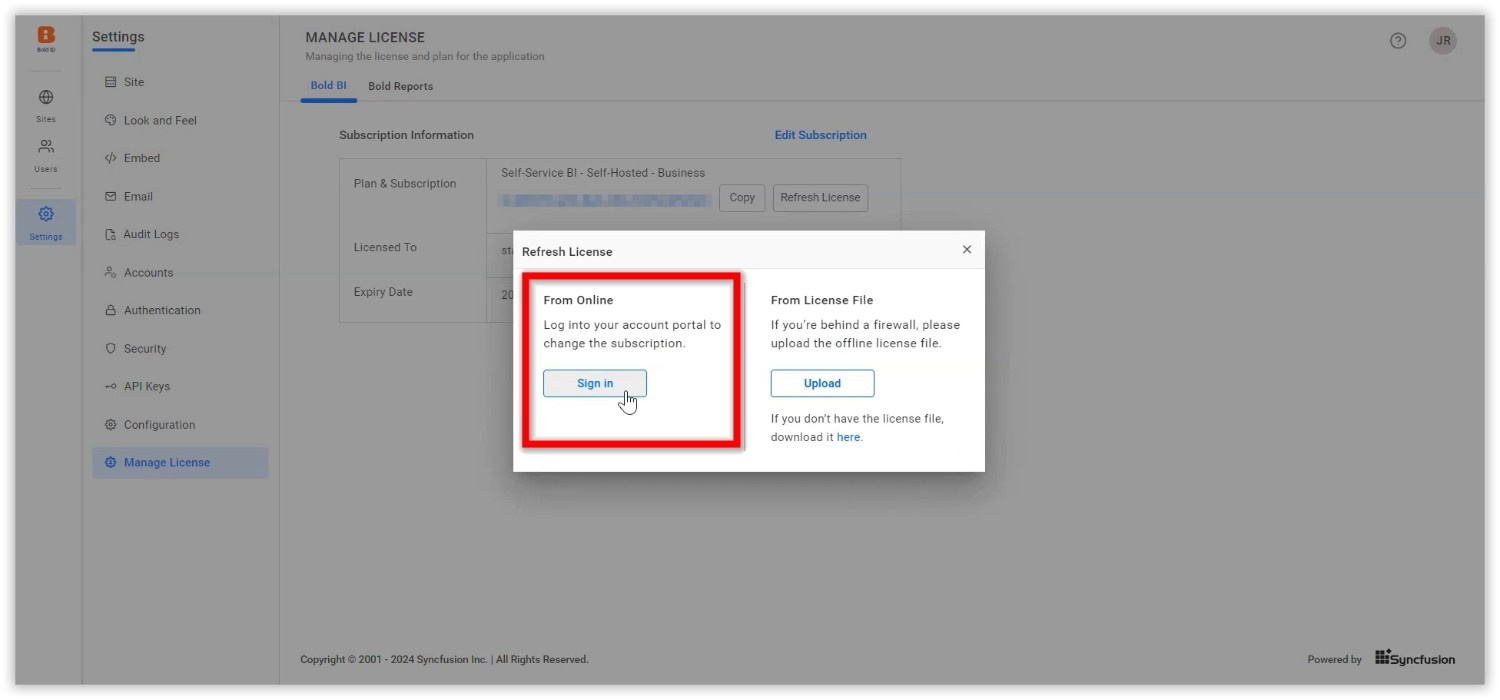 Bold ID
Sites
Users
Settings
Settings
Site
Look and Feel
Embed
Email
Audit Logs
Accounts
Authentication
Security
API Keys
Configuration
Manage License
MANAGE LICENSE
Managing the license and plan for the application
JR
Bold BI
Bold Reports
Subscription Information
Edit Subscription
Plan & Subscription
Self-Service BI - Self-Hosted - Business
Copy
Refresh License
Licensed To
Expiry Date
20
Refresh License
From Online
Log into your account portal to
change the subscription.
Sign in
From License File
If you're behind a firewall, please
upload the offline license file.
Upload
If you don't have the license file,
download it here.
Copyright © 2001 - 2024 Syncfusion Inc. | All Rights Reserved.
Powered by Syncfusion